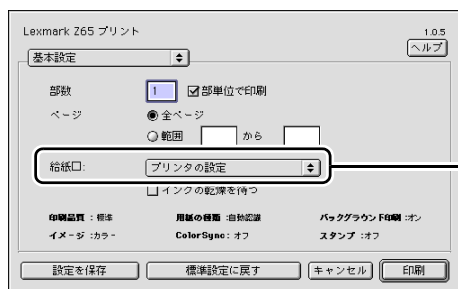 Lexmark Z65 プリント
1.0.5
基本設定
ヘルプ
部数 1 部単位で印刷
ページ 全ページ
範囲 から
給紙口: プリンタの設定
インクの乾燥を待つ
印刷品質 : 標準 用紙の種類 :自動認識 バックグラウンド印刷 :オン
イメージ :カラー ColorSync : オフ スタンプ :オフ
設定を保存 標準設定に戻す キャンセル 印刷